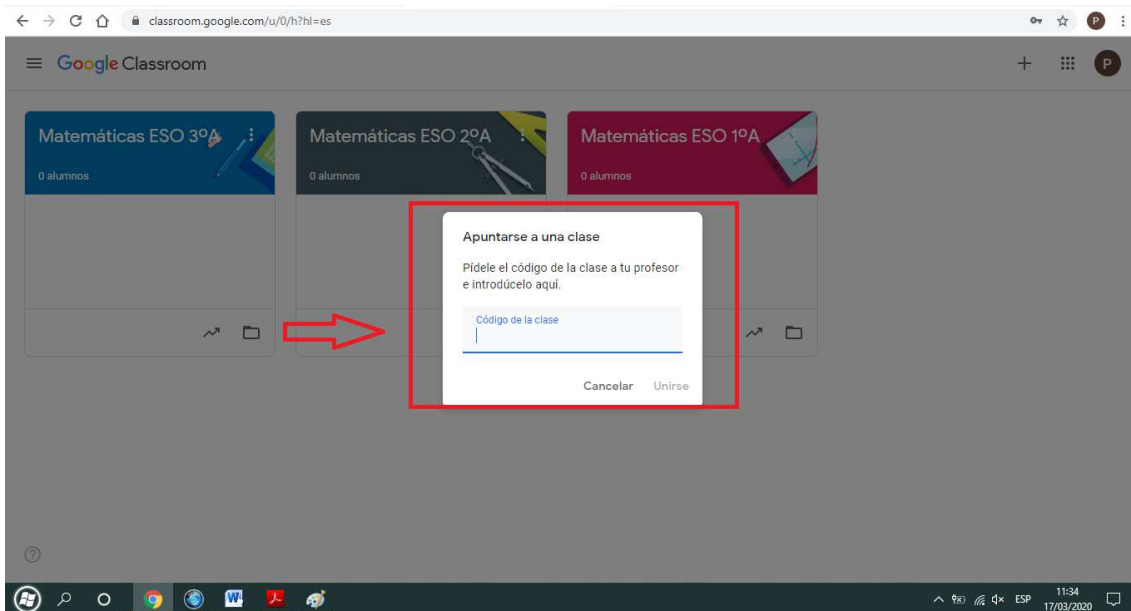 classroom.google.com/u/0/h?hl=es
P
Google Classroom
P
Matemáticas ESO 3ºA
0 alumnos
Matemáticas ESO 2ºA
0 alumnos
Matemáticas ESO 1ºA
0 alumnos
Apuntarse a una clase
Pídele el código de la clase a tu profesor
e introdúcelo aquí.
Código de la clase
Cancelar Unirse
ESP
11:34
17/03/2020